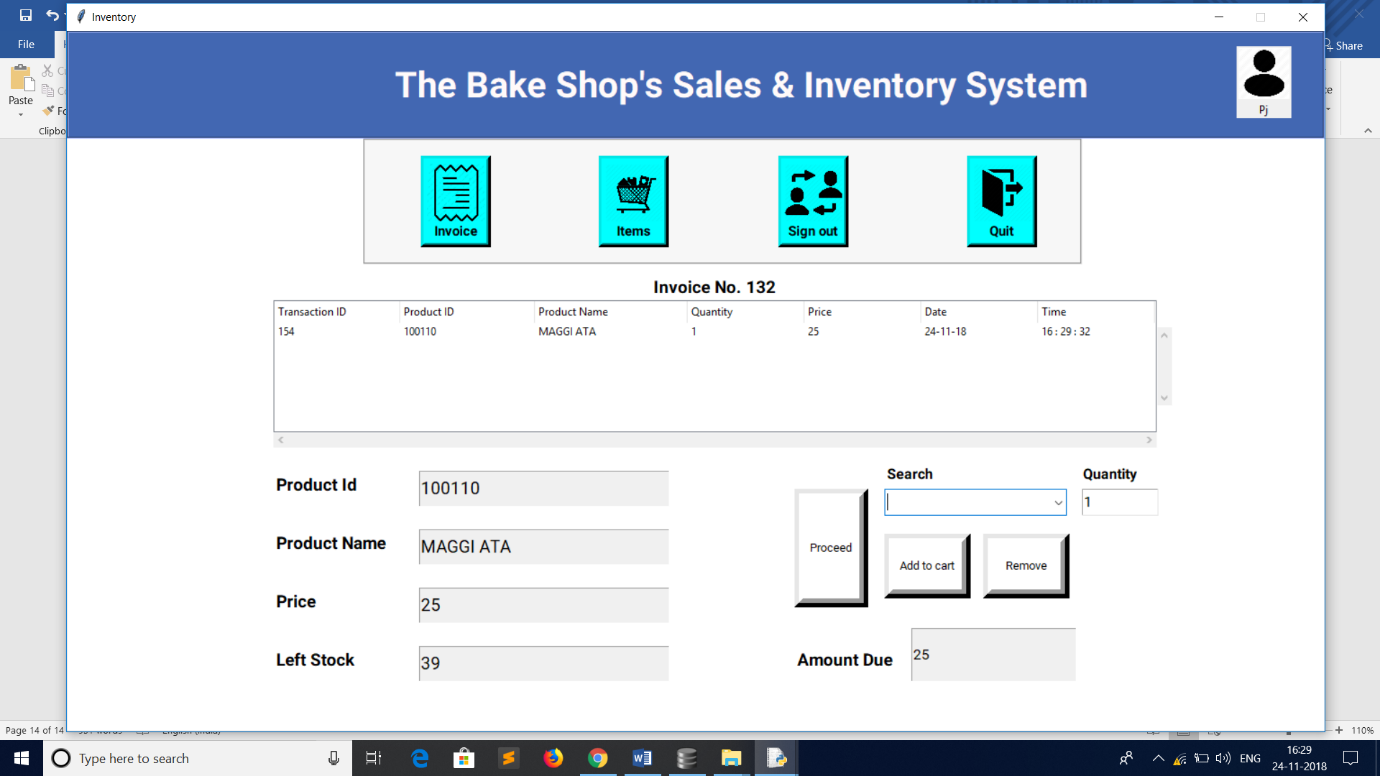 Inventory
File
Share
The Bake Shop's Sales & Inventory System
Pj
Paste
Clipbo
Invoice
Items
Sign out
Quit
Invoice No. 132
Transaction ID Product ID Product Name Quantity Price Date Time
154 100110 MAGGI ATA 1 25 24-11-18 16 : 29 : 32
Search Quantity
Product Id 100110
1
Product Name MAGGI ATA
Proceed
Add to cart Remove
Price 25
Left Stock 39
Amount Due 25
Page 14 of 14
110%
Type here to search
ENG
16:29
24-11-2018